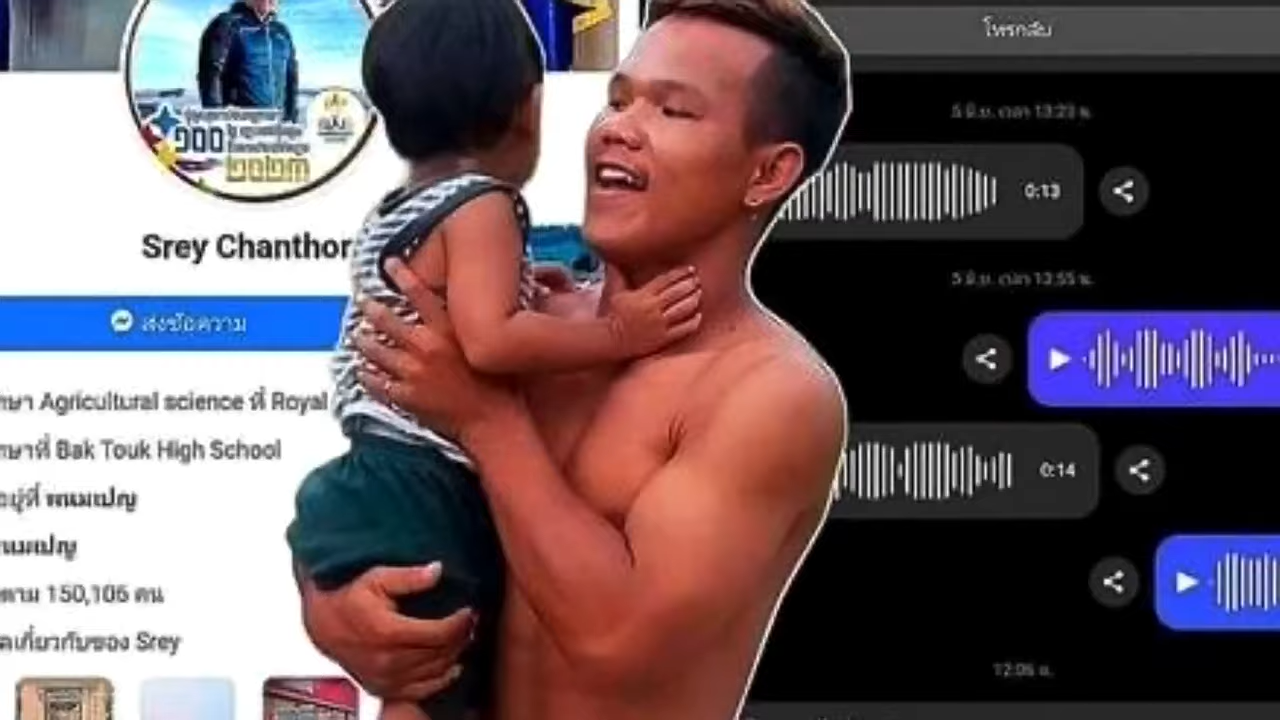 Srey Chanthor
ส่งข้อความ
ษา Agricultural science ที่ Royal
ษาที่ Bak Touk High School
อยู่ที่ พนมเปญ
นมเปญ
ตาม 150,106 คน
เกี่ยวกับของ Srey
โทรกลับ
5 มิ.ย. เวลา 13:23 น.
0:13
5 มิ.ย. เวลา 13:55 น.
0:14
12:06 น.